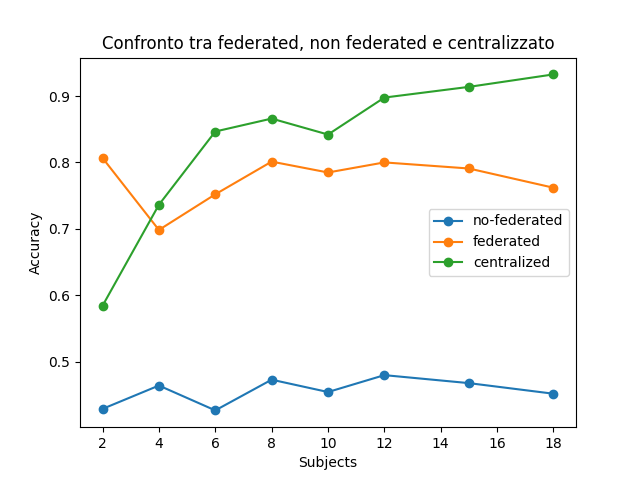 Confronto tra federated, non federated e centralizzato
0.9
0.8
0.7
0.6
0.5
Accuracy
no-federated
federated
centralized
2 4 6 8 10 12 14 16 18
Subjects